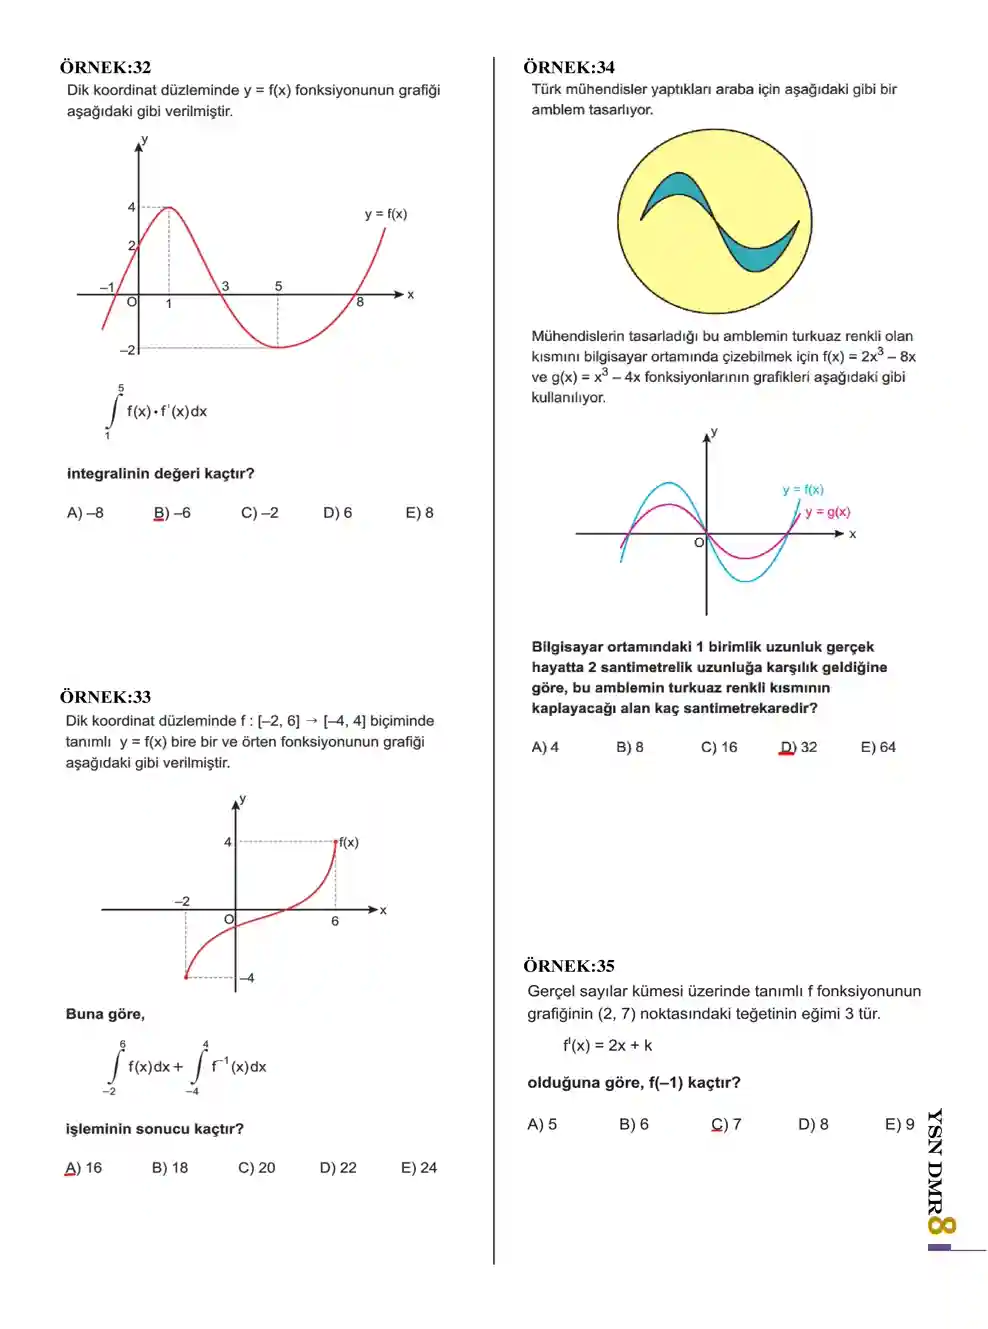 ÖRNEK:32
Dik koordinat düzleminde y = f(x) fonksiyonunun grafiği
aşağıdaki gibi verilmiştir.
y
4
y = f(x)
2
–1
3
5
x
O
1
8
–2
5
∫ f(x)·f'(x)dx
1
integralinin değeri kaçtır?
A) –8 B) –6 C) –2 D) 6 E) 8
ÖRNEK:33
Dik koordinat düzleminde f : [–2, 6] → [–4, 4] biçiminde
tanımlı y = f(x) bire bir ve örten fonksiyonunun grafiği
aşağıdaki gibi verilmiştir.
y
4
f(x)
–2
x
O
6
–4
Buna göre,
6 4
∫ f(x)dx + ∫ f⁻¹(x)dx
–2 –4
işleminin sonucu kaçtır?
A) 16 B) 18 C) 20 D) 22 E) 24
ÖRNEK:34
Türk mühendisler yaptıkları araba için aşağıdaki gibi bir
amblem tasarlıyor.
Mühendislerin tasarladığı bu amblemin turkuaz renkli olan
kısmını bilgisayar ortamında çizebilmek için f(x) = 2x³ – 8x
ve g(x) = x³ – 4x fonksiyonlarının grafikleri aşağıdaki gibi
kullanılıyor.
y
y = f(x)
y = g(x)
x
O
Bilgisayar ortamındaki 1 birimlik uzunluk gerçek
hayatta 2 santimetrelik uzunluğa karşılık geldiğine
göre, bu amblemin turkuaz renkli kısmının
kaplayacağı alan kaç santimetrekaredir?
A) 4 B) 8 C) 16 D) 32 E) 64
ÖRNEK:35
Gerçel sayılar kümesi üzerinde tanımlı f fonksiyonunun
grafiğinin (2, 7) noktasındaki teğetinin eğimi 3 tür.
f'(x) = 2x + k
olduğuna göre, f(–1) kaçtır?
A) 5 B) 6 C) 7 D) 8 E) 9
YSN DMR
8